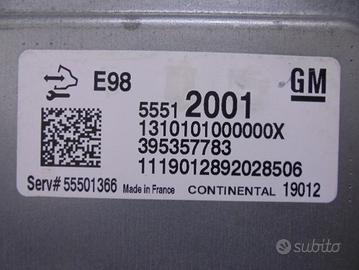 E98
GM
5551 2001
1310101000000X
395357783
1119012892028506
Serv# 55501366 Made in France CONTINENTAL 19012
subito